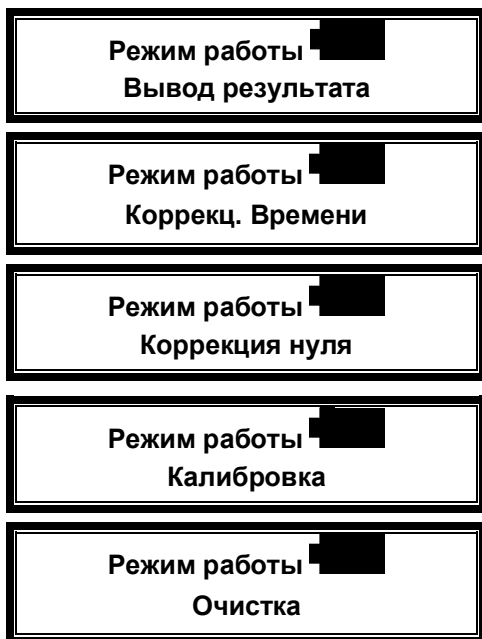 Режим работы
Вывод результата
Режим работы
Коррекц. Времени
Режим работы
Коррекция нуля
Режим работы
Калибровка
Режим работы
Очистка